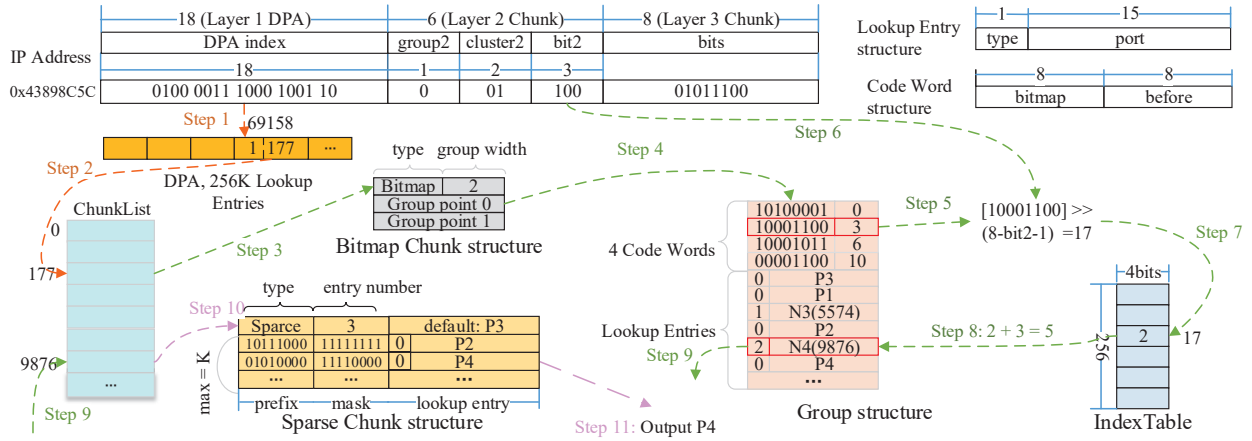 18 (Layer 1 DPA) 6 (Layer 2 Chunk) 8 (Layer 3 Chunk)
IP Address DPA index group2 cluster2 bit2 bits
18 1 2 3
0x43898C5C 0100 0011 1000 1001 10 0 01 100 01011100
1 15
Lookup Entry structure type port
8 8
Code Word structure bitmap before
Step 1 69158
1 177 ...
DPA, 256K Lookup
Entries
Step 2
ChunkList
0
177
9876
...
Step 9
Step 3
type group width
Bitmap 2
Group point 0
Group point 1
Bitmap Chunk structure
Step 4
Step 10
type entry number
Sparce 3 default: P3
10111000 11111111 0 P2
01010000 11110000 0 P4
... ... ...
max = K
prefix mask lookup entry
Sparse Chunk structure
Step 11: Output P4
4 Code Words
10100001 0
10001100 3
10001011 6
00001100 10
Lookup Entries
0 P3
0 P1
1 N3(5574)
0 P2
2 N4(9876)
0 P4
...
Group structure
Step 9
Step 5
Step 6
[10001100] >>
(8-bit2-1) =17
Step 7
4bits
256
2
17
IndexTable
Step 8: 2 + 3 = 5